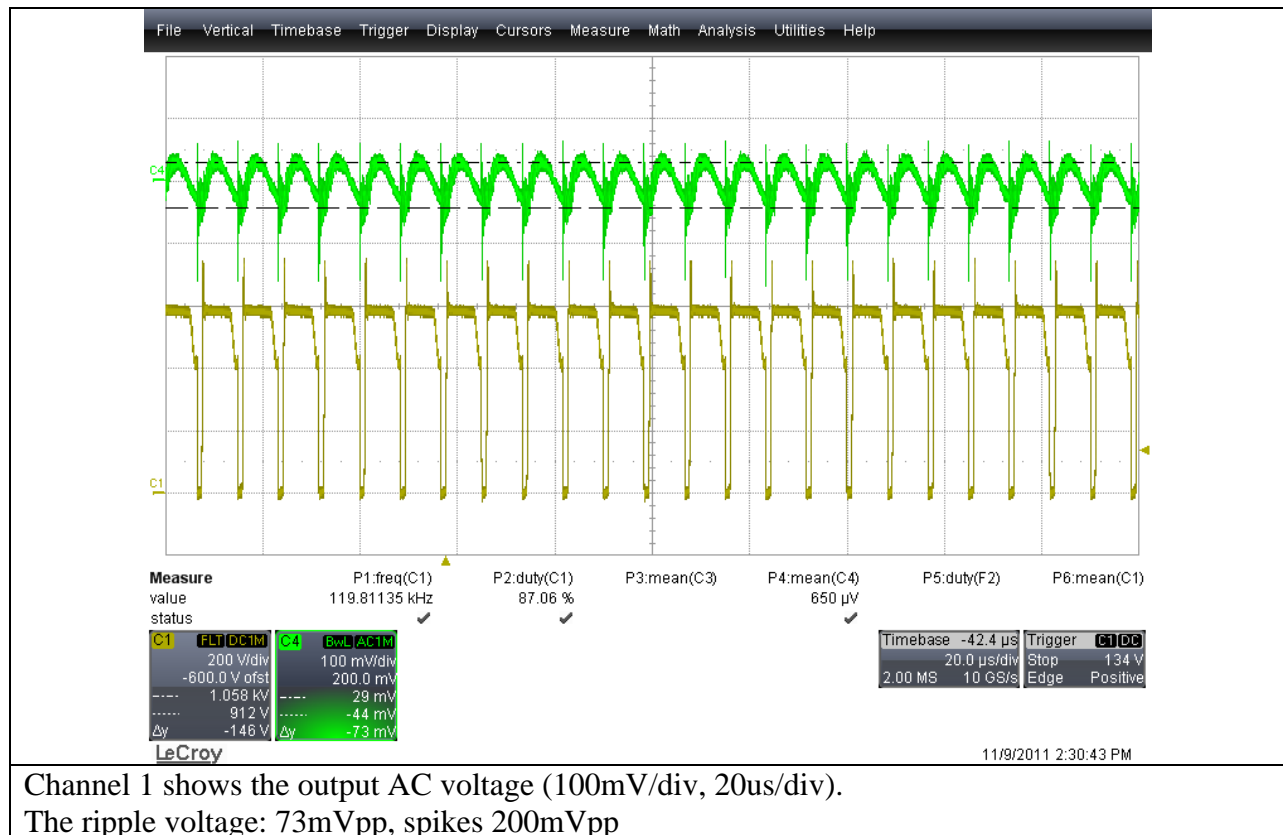 File Vertical Timebase Trigger Display Cursors Measure Math Analysis Utilities Help
C4
C1
Measure P1:freq(C1) P2:duty(C1) P3:mean(C3) P4:mean(C4) P5:duty(F2) P6:mean(C1)
value 119.81135 kHz 87.06 % 650 µV
status
C1 FLT DC1M
200 V/div
-600.0 V ofst
1.058 kV
912 V
Δy -146 V
C4 BwL AC1M
100 mV/div
200.0 mV
29 mV
-44 mV
Δy -73 mV
Timebase -42.4 µs
20.0 µs/div
2.00 MS 10 GS/s
Trigger C1 DC
Stop 134 V
Edge Positive
LeCroy
11/9/2011 2:30:43 PM
Channel 1 shows the output AC voltage (100mV/div, 20us/div).
The ripple voltage: 73mVpp, spikes 200mVpp